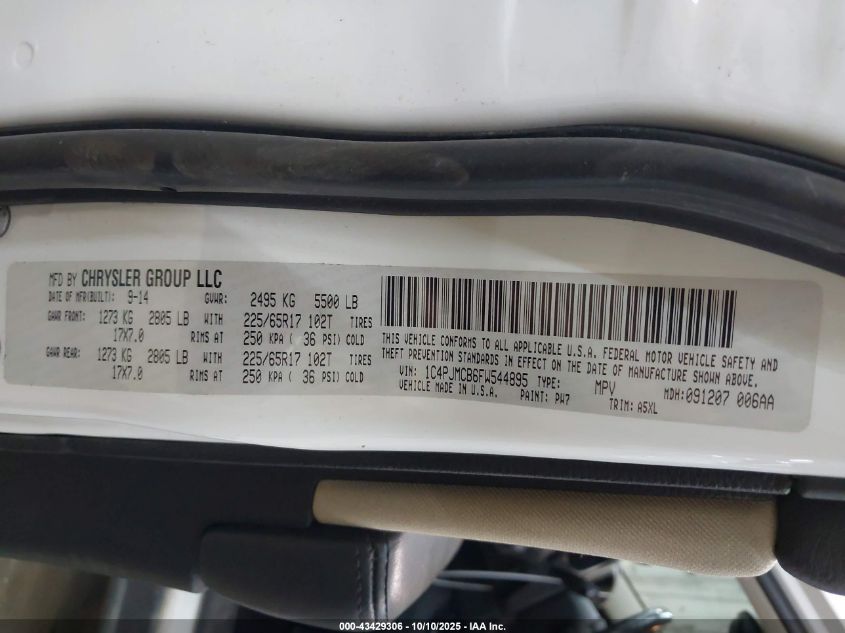 MFD BY CHRYSLER GROUP LLC
DATE OF MFR(BUILT): 9-14 GVWR: 2495 KG 5500 LB
GAWR FRONT: 1273 KG 2805 LB WITH 225/65R17 102T TIRES
17X7.0 RIMS AT 250 KPA ( 36 PSI) COLD
GAWR REAR: 1273 KG 2805 LB WITH 225/65R17 102T TIRES
17X7.0 RIMS AT 250 KPA ( 36 PSI) COLD
THIS VEHICLE CONFORMS TO ALL APPLICABLE U.S.A. FEDERAL MOTOR VEHICLE SAFETY AND
THEFT PREVENTION STANDARDS IN EFFECT ON THE DATE OF MANUFACTURE SHOWN ABOVE.
VIN: 1C4PJMCB6FW544895 TYPE: MPV MDH: 091207 006AA
VEHICLE MADE IN U.S.A. PAINT: PW7 TRIM: A5XL
000-43429306 - 10/10/2025 - IAA Inc.